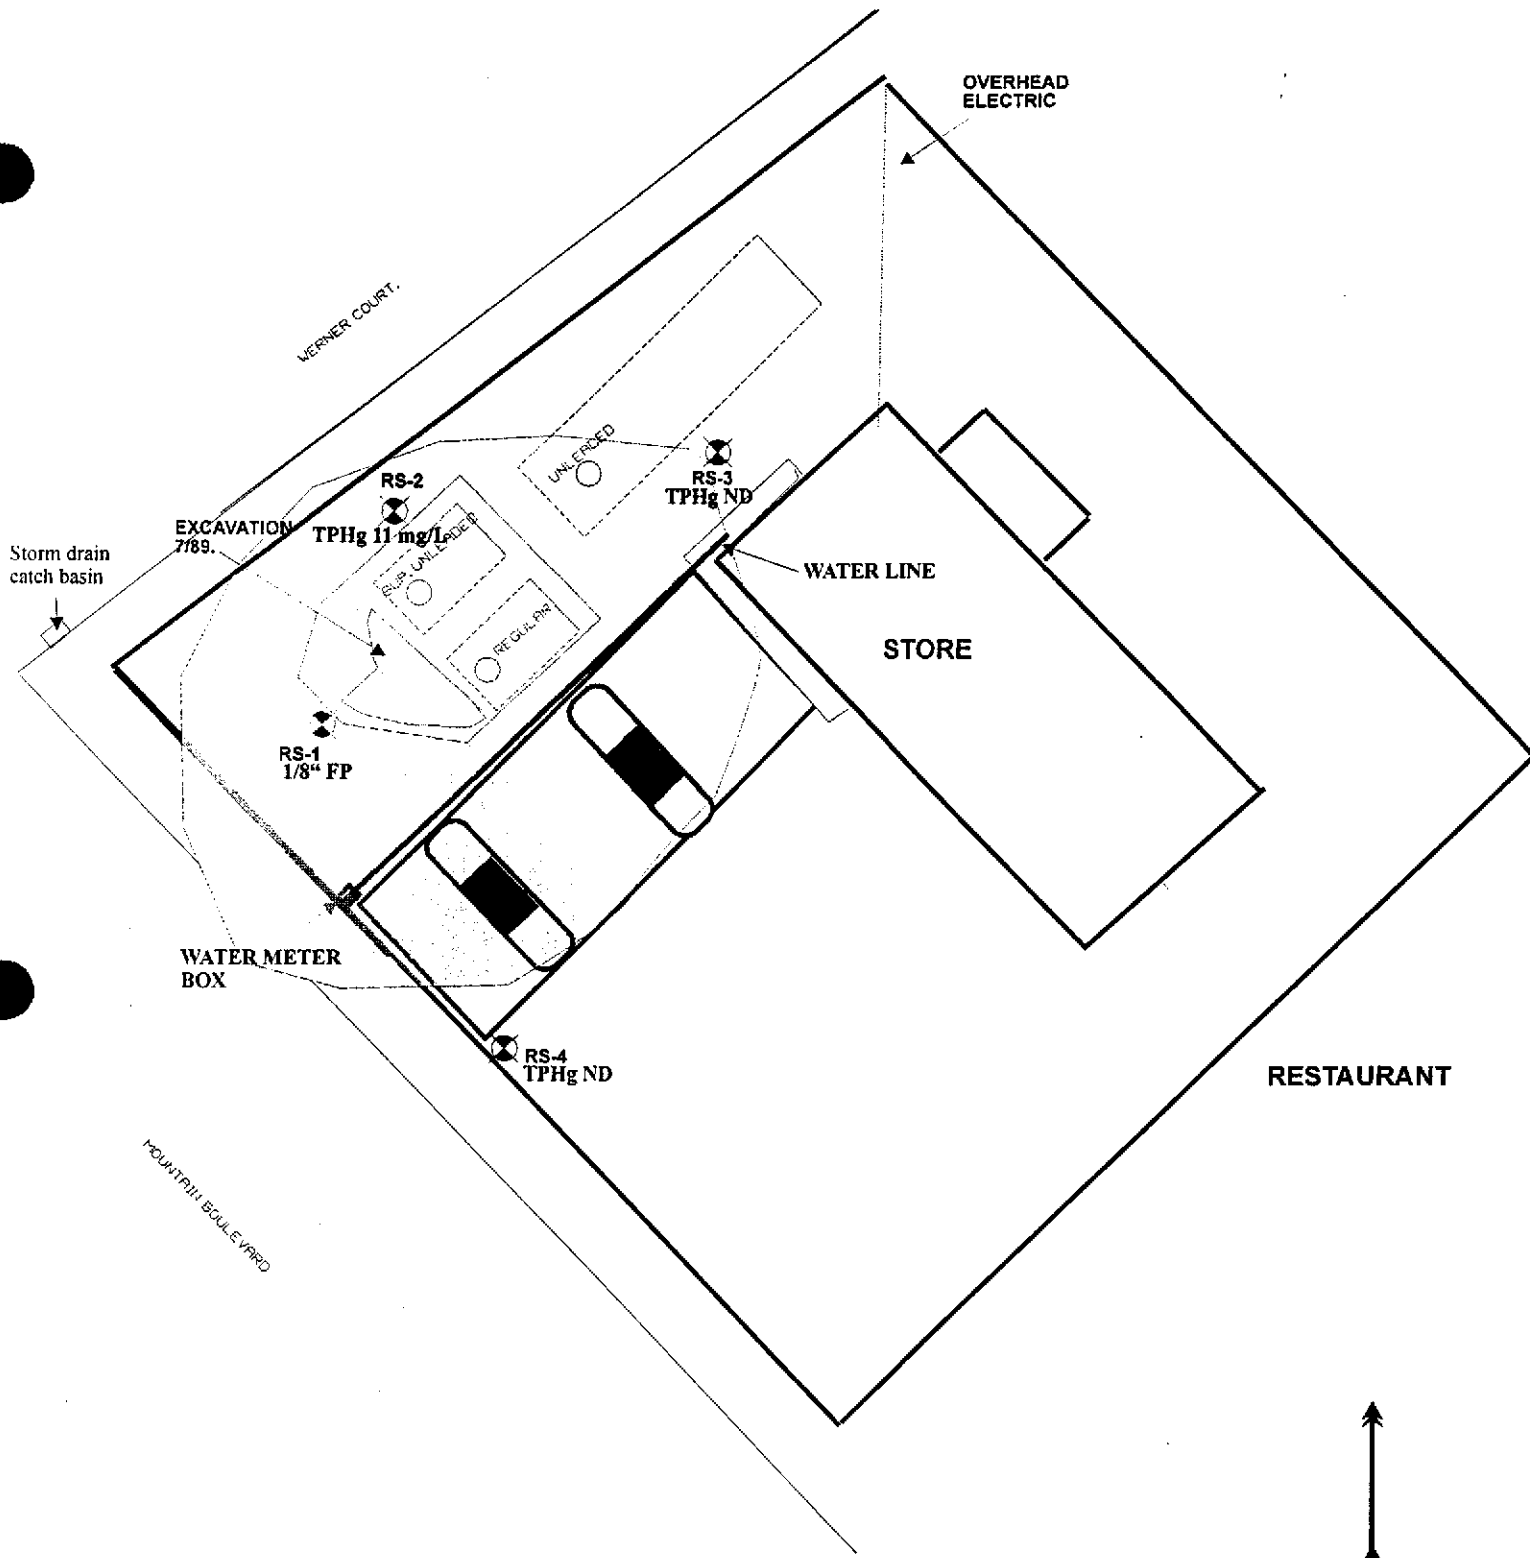 OVERHEAD
ELECTRIC
WERNER COURT.
UNLEADED
RS-3
TPHg ND
RS-2
TPHg 11 mg/L
EXCAVATION
7/89.
SUP. UNLEADED
REGULAR
Storm drain
catch basin
WATER LINE
STORE
RS-1
1/8“ FP
WATER METER
BOX
RS-4
TPHg ND
RESTAURANT
MOUNTAIN BOULEVARD